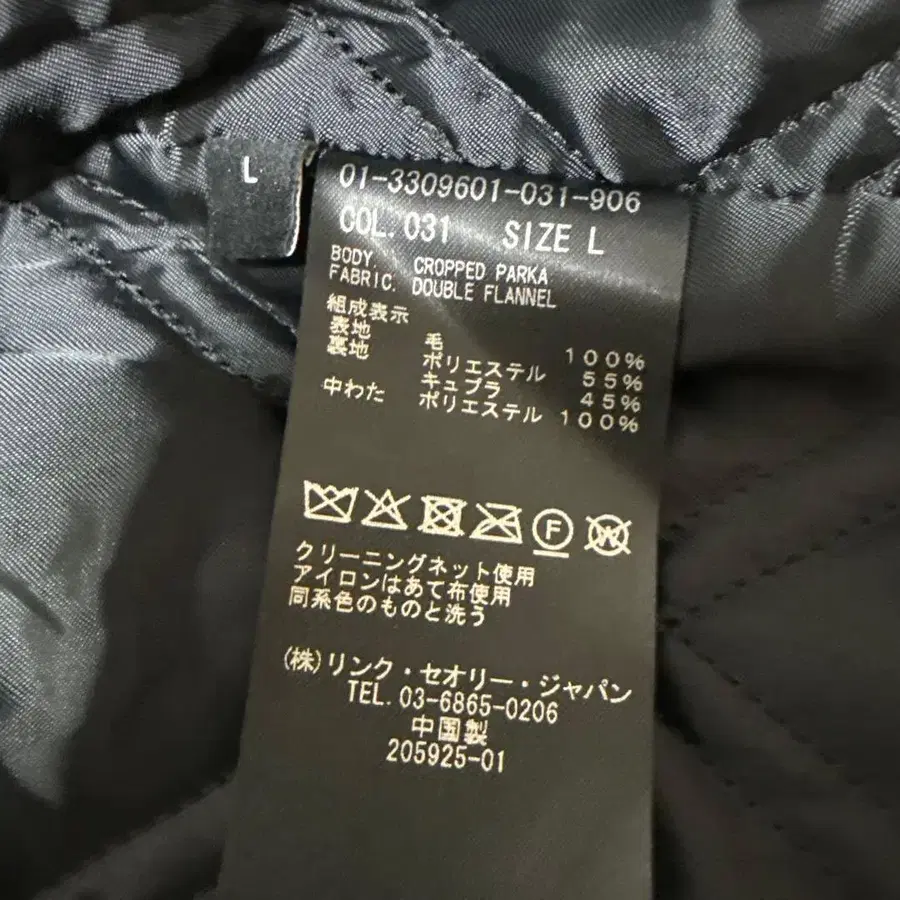 L
01-3309601-031-906
COL. 031 SIZE L
BODY. CROPPED PARKA
FABRIC. DOUBLE FLANNEL
組成表示
表地 毛 100%
裏地 ポリエステル 55%
キュプラ 45%
中わた ポリエステル 100%
F
W
クリーニングネット使用
アイロンはあて布使用
同系色のものと洗う
(株)リンク・セオリー・ジャパン
TEL. 03-6865-0206
中国製
205925-01